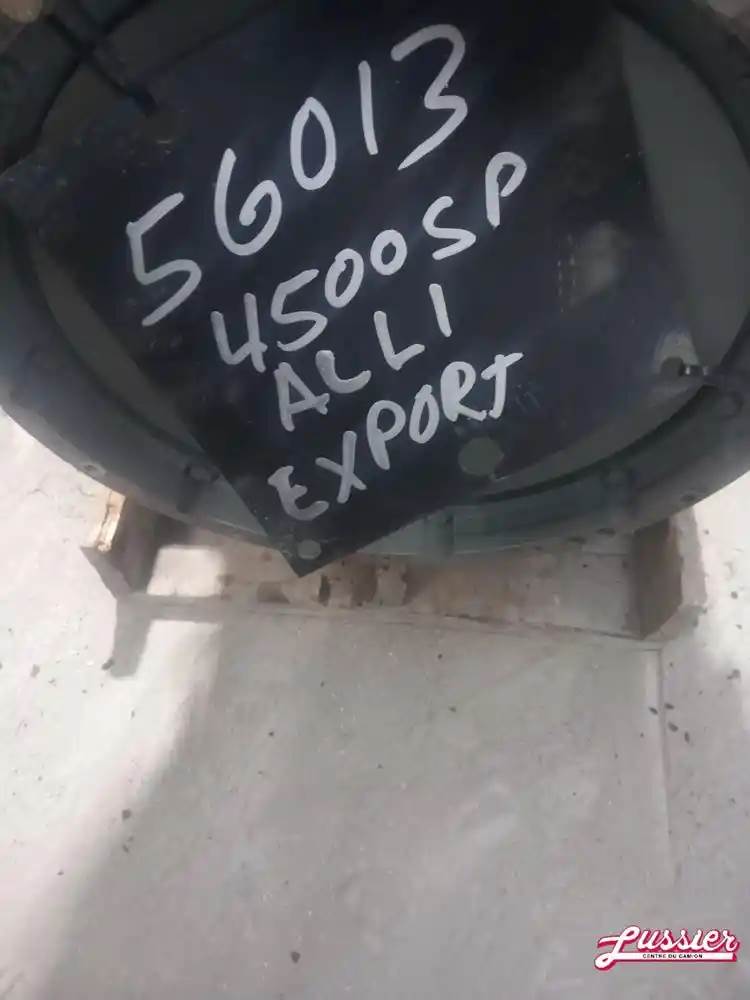 56013
4500SP
ALLI
EXPORT
Lussier
CENTRE DU CAMION